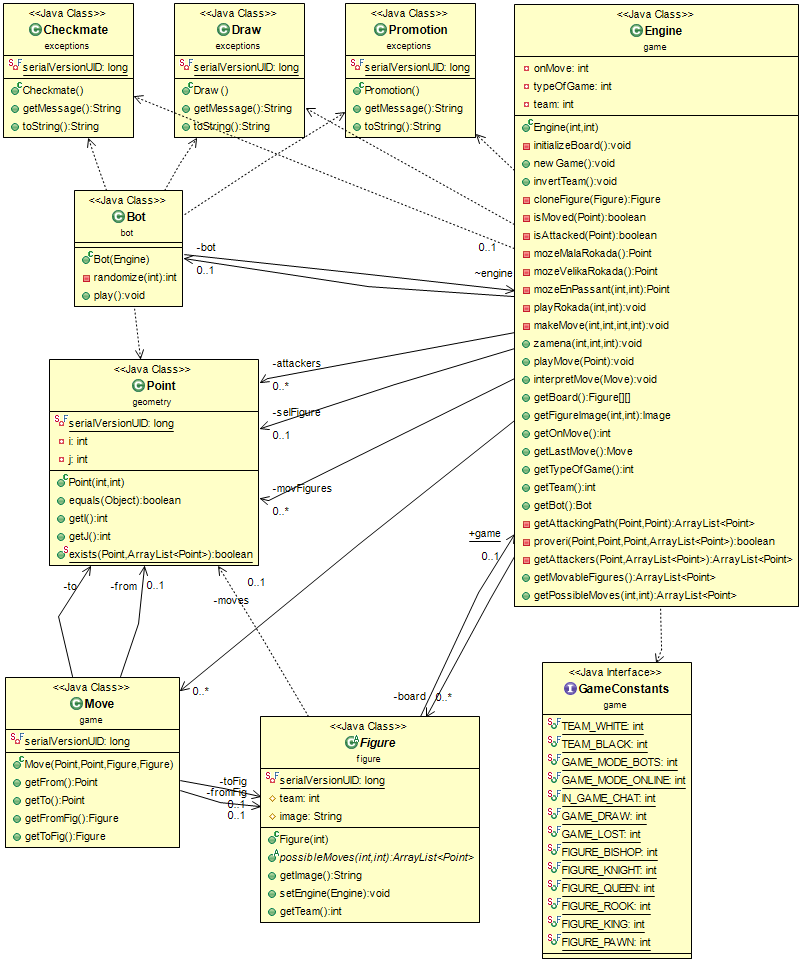 <<Java Class>>
Checkmate
exceptions
serialVersionUID: long
Checkmate()
getMessage():String
toString():String
<<Java Class>>
Draw
exceptions
serialVersionUID: long
Draw ()
getMessage():String
toString():String
<<Java Class>>
Promotion
exceptions
serialVersionUID: long
Promotion()
getMessage():String
toString():String
<<Java Class>>
Engine
game
onMove: int
typeOfGame: int
team: int
Engine(int,int)
initializeBoard():void
new Game():void
invertTeam():void
cloneFigure(Figure):Figure
isMoved(Point):boolean
isAttacked(Point):boolean
mozeMalaRokada():Point
mozeVelikaRokada():Point
mozeEnPassant(int,int):Point
playRokada(int,int):void
makeMove(int,int,int,int):void
zamena(int,int,int):void
playMove(Point):void
interpretMove(Move):void
getBoard():Figure[][]
getFigureImage(int,int):Image
getOnMove():int
getLastMove():Move
getTypeOfGame():int
getTeam():int
getBot():Bot
getAttackingPath(Point,Point):ArrayList<Point>
proveri(Point,Point,Point,ArrayList<Point>):boolean
getAttackers(Point,ArrayList<Point>):ArrayList<Point>
getMovableFigures():ArrayList<Point>
getPossibleMoves(int,int):ArrayList<Point>
<<Java Class>>
Bot
bot
Bot(Engine)
randomize(int):int
play():void
-bot
0..1
0..1
~engine
<<Java Class>>
Point
geometry
serialVersionUID: long
i: int
j: int
Point(int,int)
equals(Object):boolean
getI():int
getJ():int
exists(Point,ArrayList<Point>):boolean
-attackers
0..*
-selFigure
0..1
-movFigures
0..*
+game
0..1
-to
-from
0..1
0..1
-moves
0..*
-board
0..*
<<Java Class>>
Move
game
serialVersionUID: long
Move(Point,Point,Figure,Figure)
getFrom():Point
getTo():Point
getFromFig():Figure
getToFig():Figure
-toFig
-fromFig
0..1
0..1
<<Java Class>>
Figure
figure
serialVersionUID: long
team: int
image: String
Figure(int)
possibleMoves(int,int):ArrayList<Point>
getImage():String
setEngine(Engine):void
getTeam():int
<<Java Interface>>
GameConstants
game
TEAM_WHITE: int
TEAM_BLACK: int
GAME_MODE_BOTS: int
GAME_MODE_ONLINE: int
IN_GAME_CHAT: int
GAME_DRAW: int
GAME_LOST: int
FIGURE_BISHOP: int
FIGURE_KNIGHT: int
FIGURE_QUEEN: int
FIGURE_ROOK: int
FIGURE_KING: int
FIGURE_PAWN: int